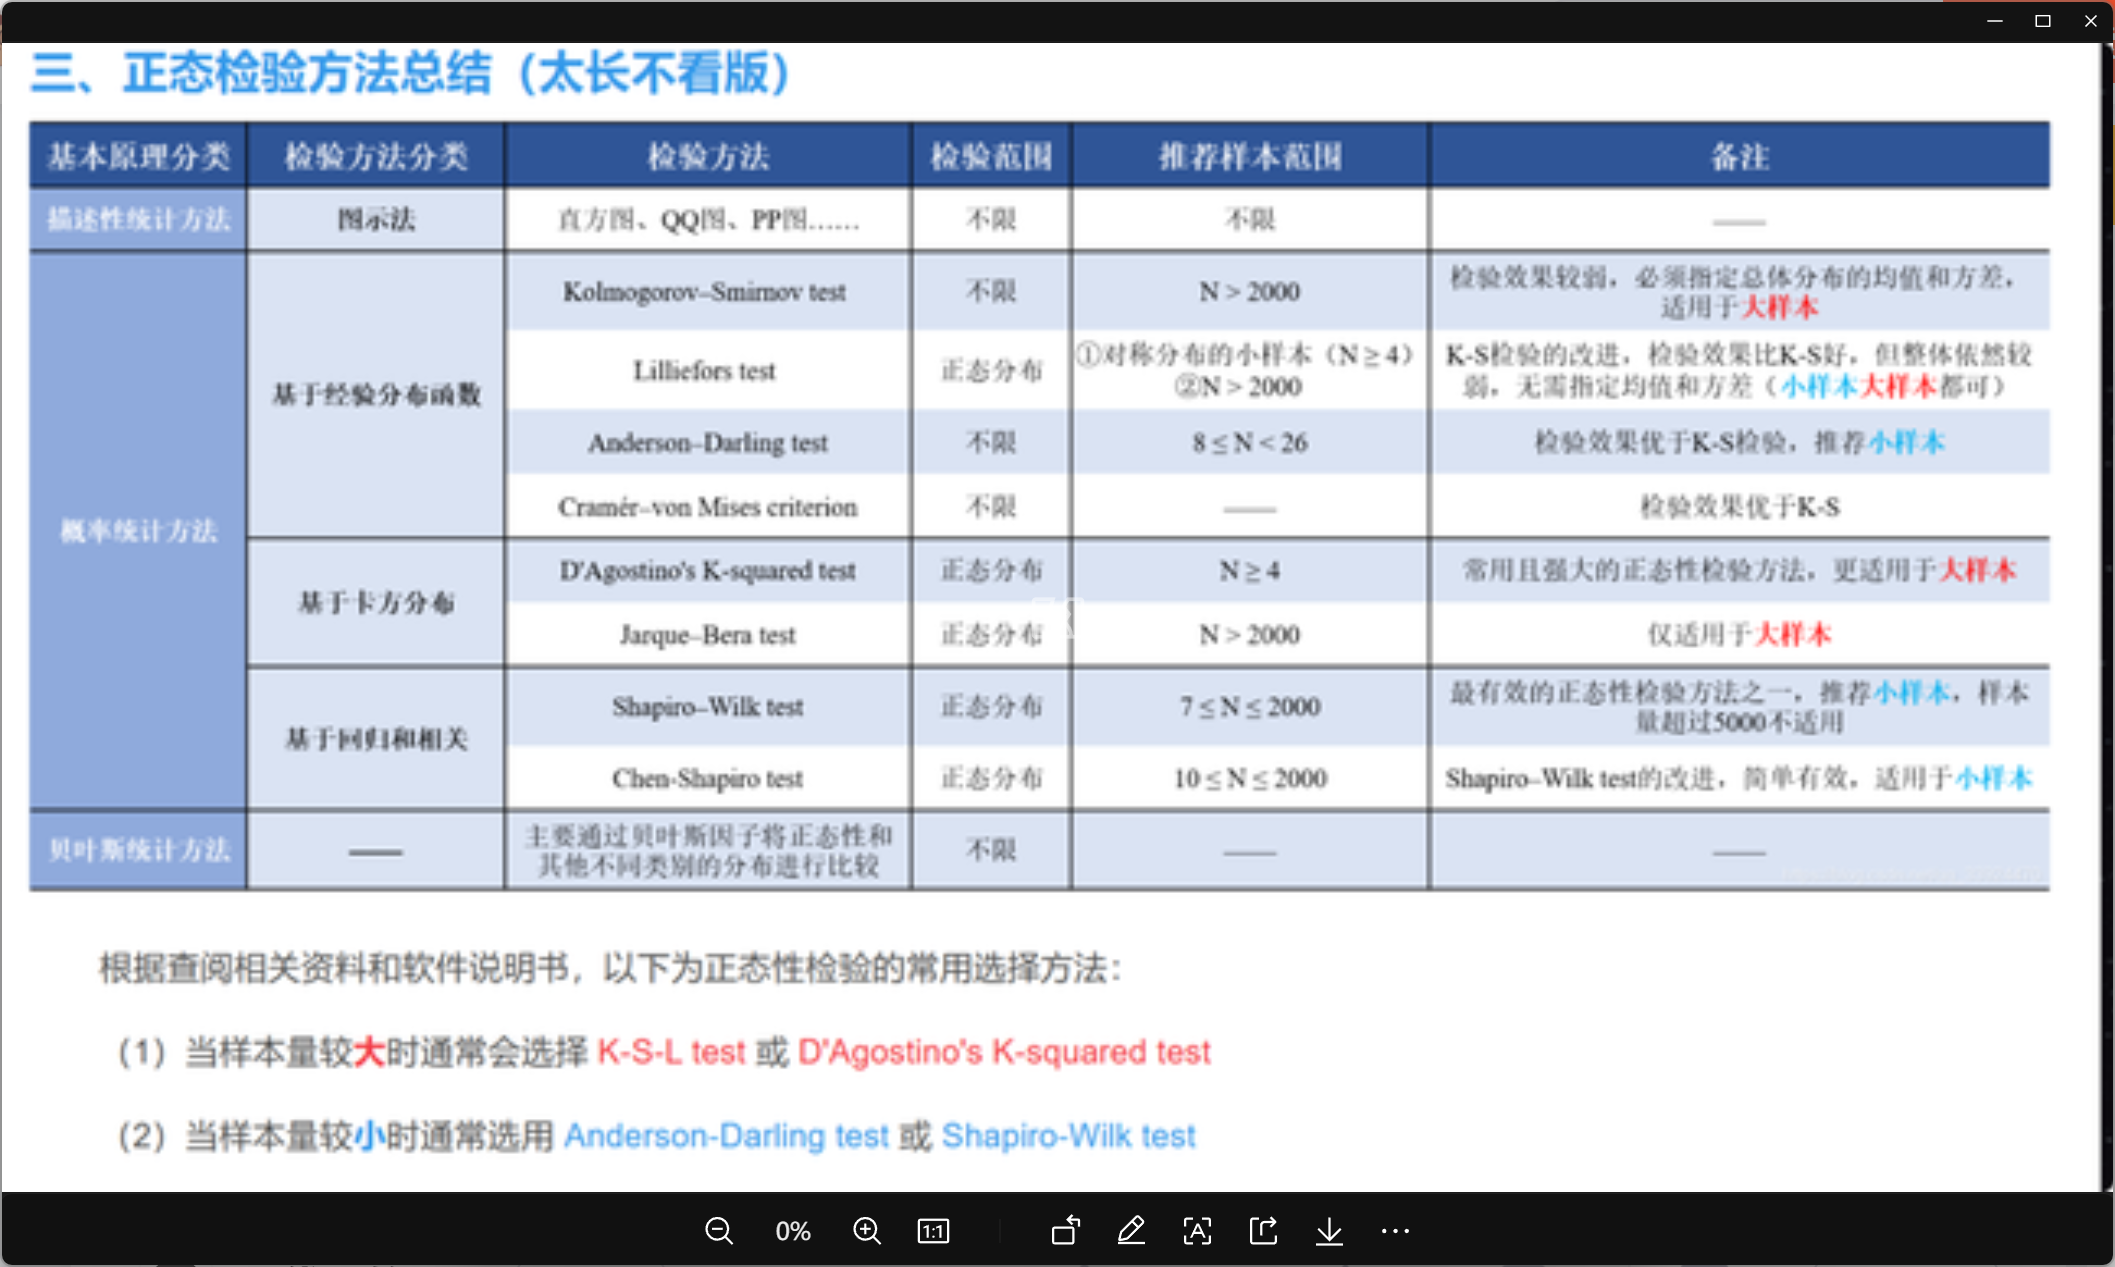 三、正态检验方法总结（太长不看版）
基本原理分类 检验方法分类 检验方法 检验范围 推荐样本范围 备注
描述性统计方法 图示法 直方图、QQ图、PP图…… 不限 不限 ——
概率统计方法
基于经验分布函数
Kolmogorov–Smirnov test 不限 N > 2000 检验效果较弱，必须指定总体分布的均值和方差，
适用于大样本
Lilliefors test 正态分布 ①对称分布的小样本（N ≥ 4）
②N > 2000
K-S检验的改进，检验效果比K-S好，但整体依然较
弱，无需指定均值和方差（小样本大样本都可）
Anderson–Darling test 不限 8 ≤ N < 26 检验效果优于K-S检验，推荐小样本
Cramér–von Mises criterion 不限 —— 检验效果优于K-S
基于卡方分布
D'Agostino's K-squared test 正态分布 N ≥ 4 常用且强大的正态性检验方法，更适用于大样本
Jarque–Bera test 正态分布 N > 2000 仅适用于大样本
基于回归和相关
Shapiro–Wilk test 正态分布 7 ≤ N ≤ 2000 最有效的正态性检验方法之一，推荐小样本，样本
量超过5000不适用
Chen-Shapiro test 正态分布 10 ≤ N ≤ 2000 Shapiro–Wilk test的改进，简单有效，适用于小样本
贝叶斯统计方法 —— 主要通过贝叶斯因子将正态性和
其他不同类别的分布进行比较
不限 —— ——
根据查阅相关资料和软件说明书，以下为正态性检验的常用选择方法：
（1）当样本量较大时通常会选择 K-S-L test 或 D'Agostino's K-squared test
（2）当样本量较小时通常选用 Anderson-Darling test 或 Shapiro-Wilk test
0% 1:1 A